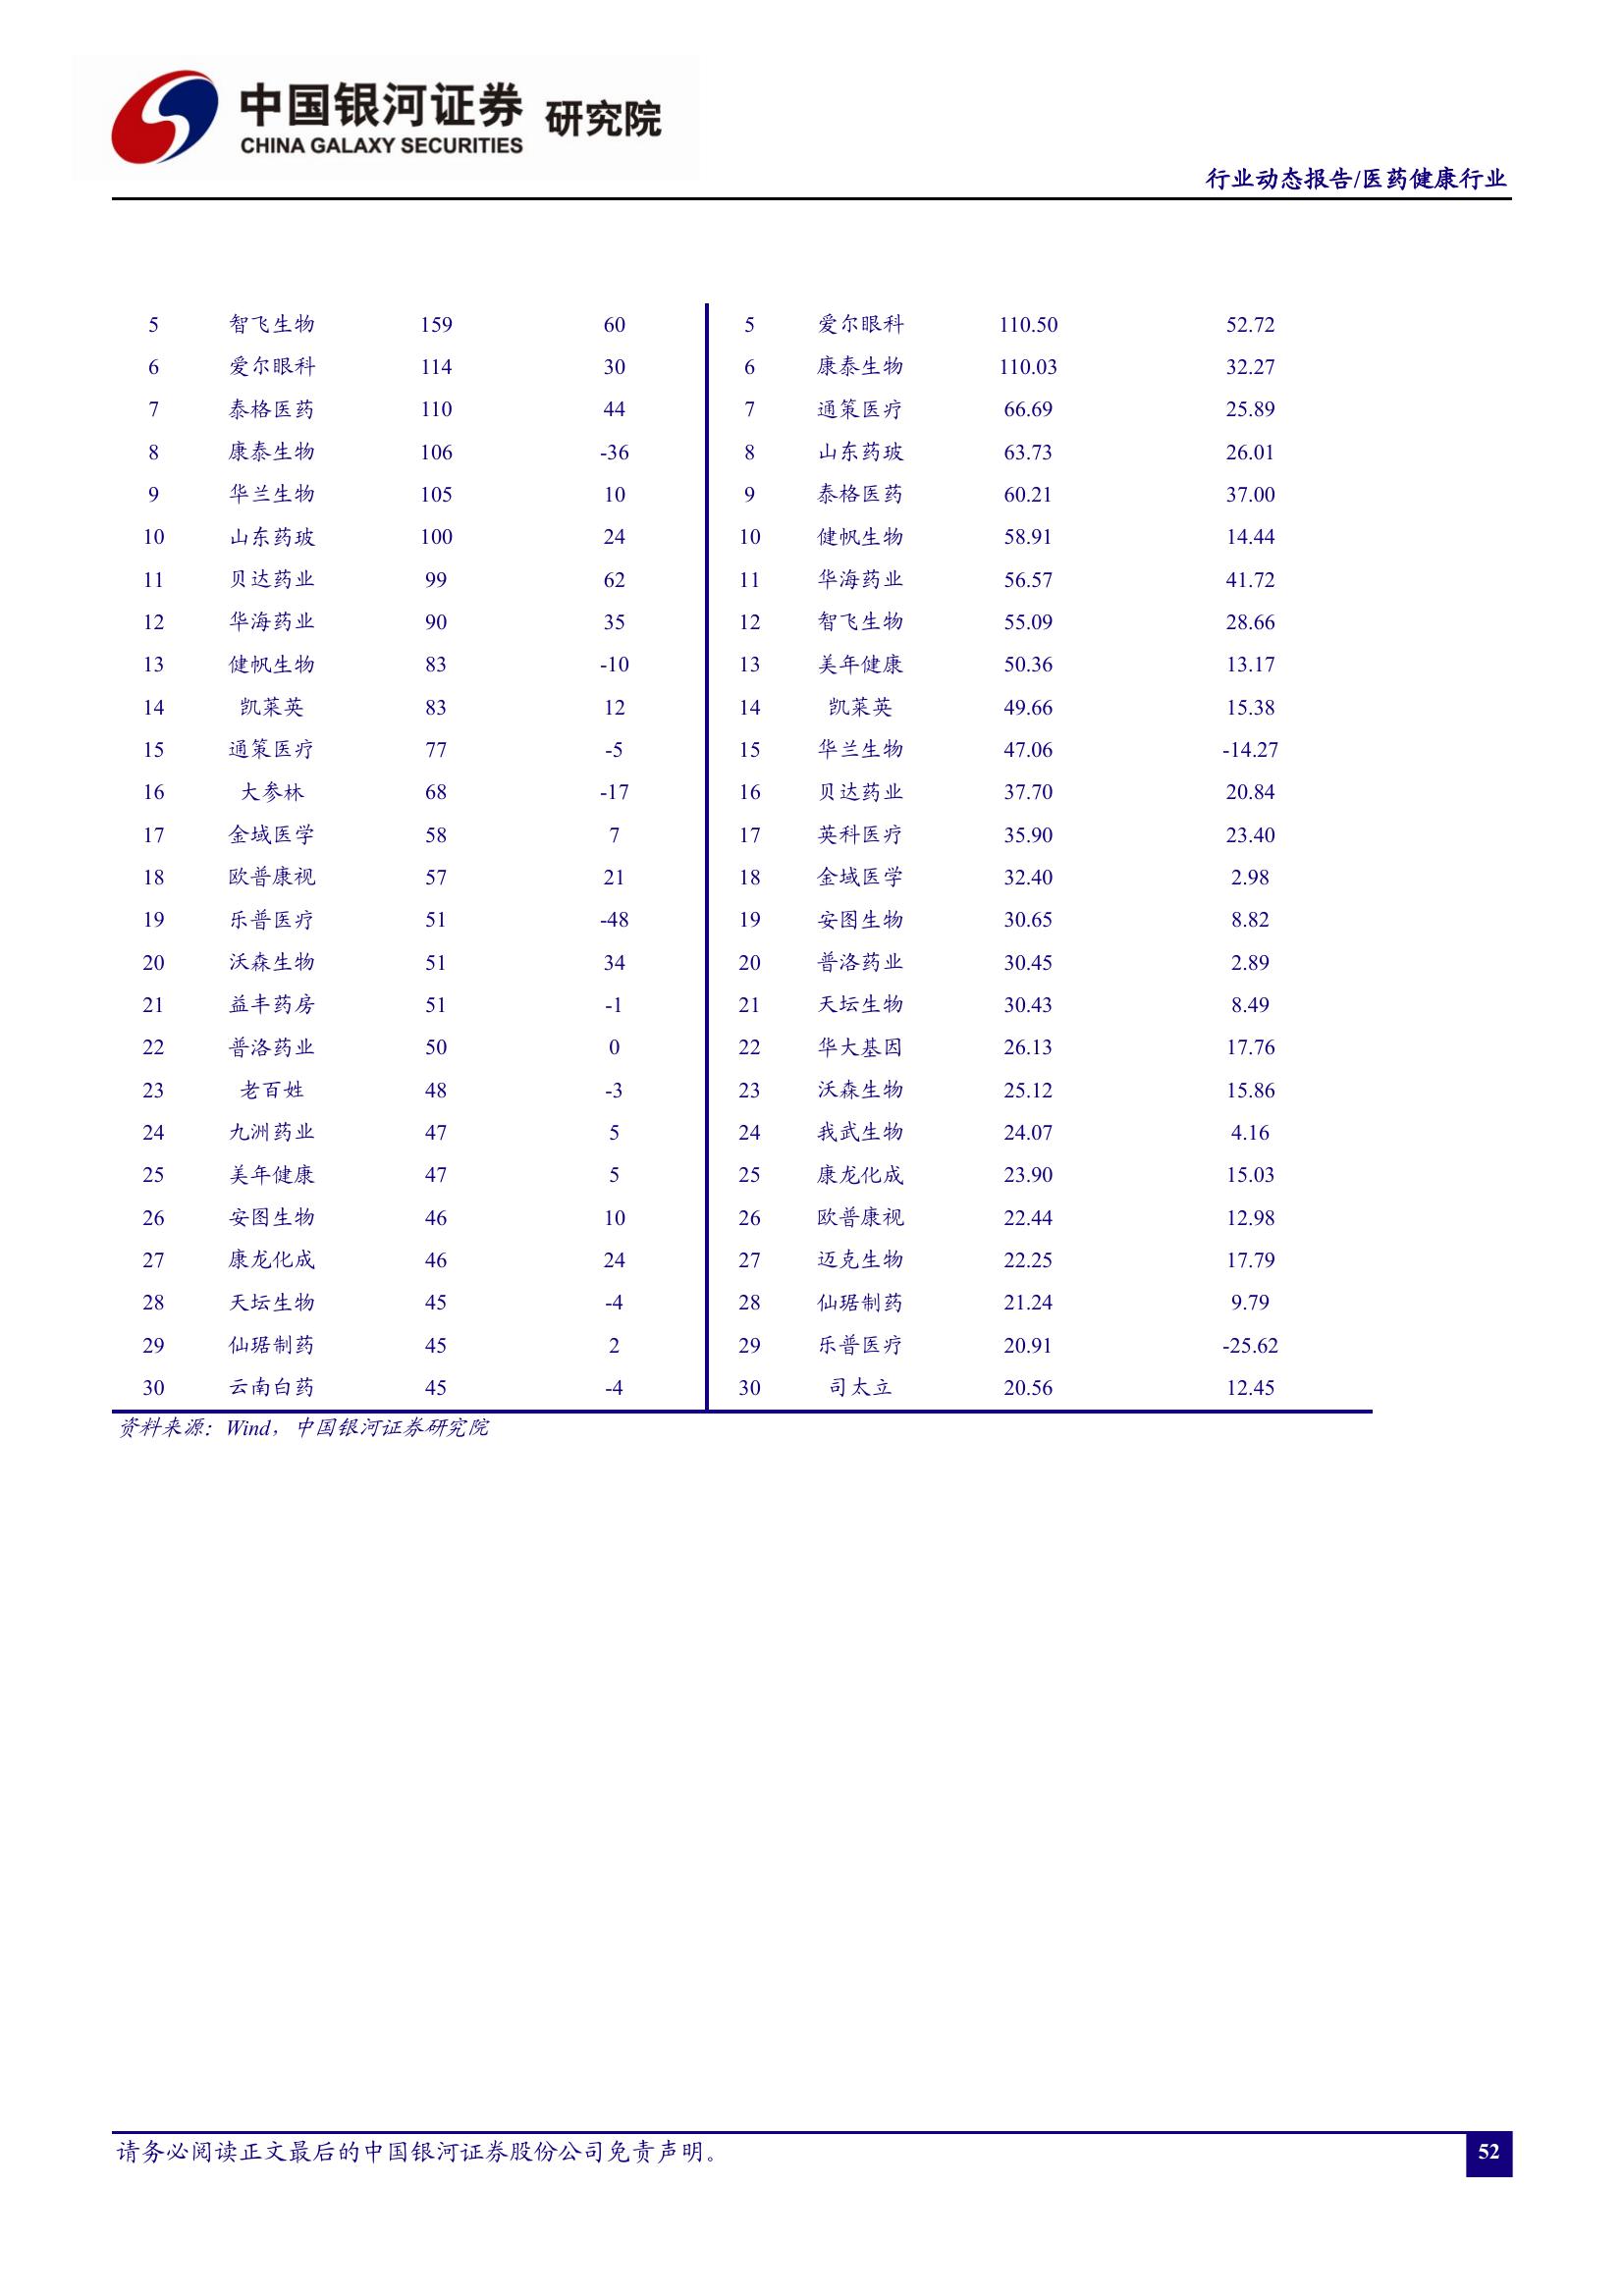 中国银河证券 研究院
CHINA GALAXY SECURITIES
行业动态报告/医药健康行业
5 智飞生物 159 60 5 爱尔眼科 110.50 52.72
6 爱尔眼科 114 30 6 康泰生物 110.03 32.27
7 泰格医药 110 44 7 通策医疗 66.69 25.89
8 康泰生物 106 -36 8 山东药玻 63.73 26.01
9 华兰生物 105 10 9 泰格医药 60.21 37.00
10 山东药玻 100 24 10 健帆生物 58.91 14.44
11 贝达药业 99 62 11 华海药业 56.57 41.72
12 华海药业 90 35 12 智飞生物 55.09 28.66
13 健帆生物 83 -10 13 美年健康 50.36 13.17
14 凯莱英 83 12 14 凯莱英 49.66 15.38
15 通策医疗 77 -5 15 华兰生物 47.06 -14.27
16 大参林 68 -17 16 贝达药业 37.70 20.84
17 金域医学 58 7 17 英科医疗 35.90 23.40
18 欧普康视 57 21 18 金域医学 32.40 2.98
19 乐普医疗 51 -48 19 安图生物 30.65 8.82
20 沃森生物 51 34 20 普洛药业 30.45 2.89
21 益丰药房 51 -1 21 天坛生物 30.43 8.49
22 普洛药业 50 0 22 华大基因 26.13 17.76
23 老百姓 48 -3 23 沃森生物 25.12 15.86
24 九洲药业 47 5 24 我武生物 24.07 4.16
25 美年健康 47 5 25 康龙化成 23.90 15.03
26 安图生物 46 10 26 欧普康视 22.44 12.98
27 康龙化成 46 24 27 迈克生物 22.25 17.79
28 天坛生物 45 -4 28 仙琚制药 21.24 9.79
29 仙琚制药 45 2 29 乐普医疗 20.91 -25.62
30 云南白药 45 -4 30 司太立 20.56 12.45
资料来源：Wind，中国银河证券研究院
请务必阅读正文最后的中国银河证券股份公司免责声明。
52